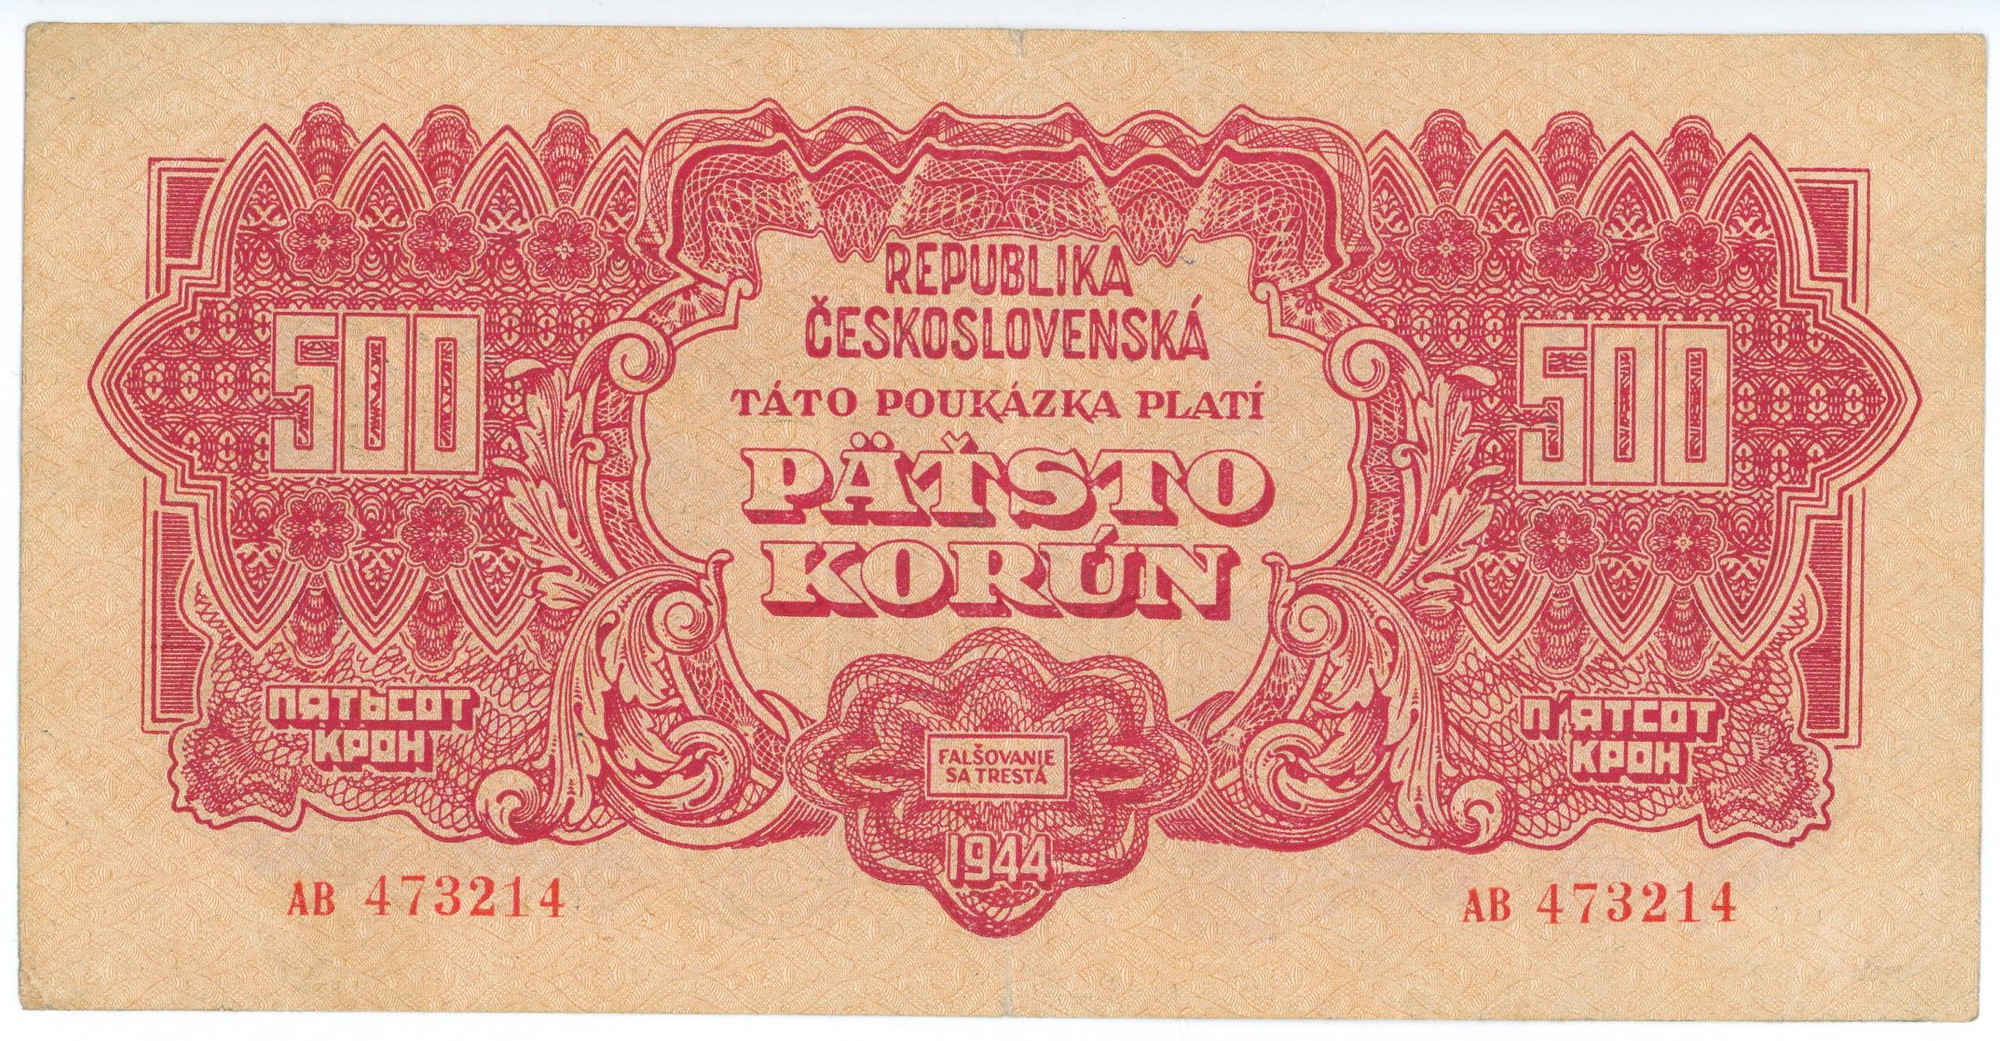 REPUBLIKA
ČESKOSLOVENSKÁ
TÁTO POUKÁZKA PLATÍ
500
500
PÄŤSTO
KORÚN
ПЯТЬСОТ
КРОН
П'ЯТСОТ
КРОН
FALŠOVANIE
SA TRESTÁ
1944
AB 473214
AB 473214